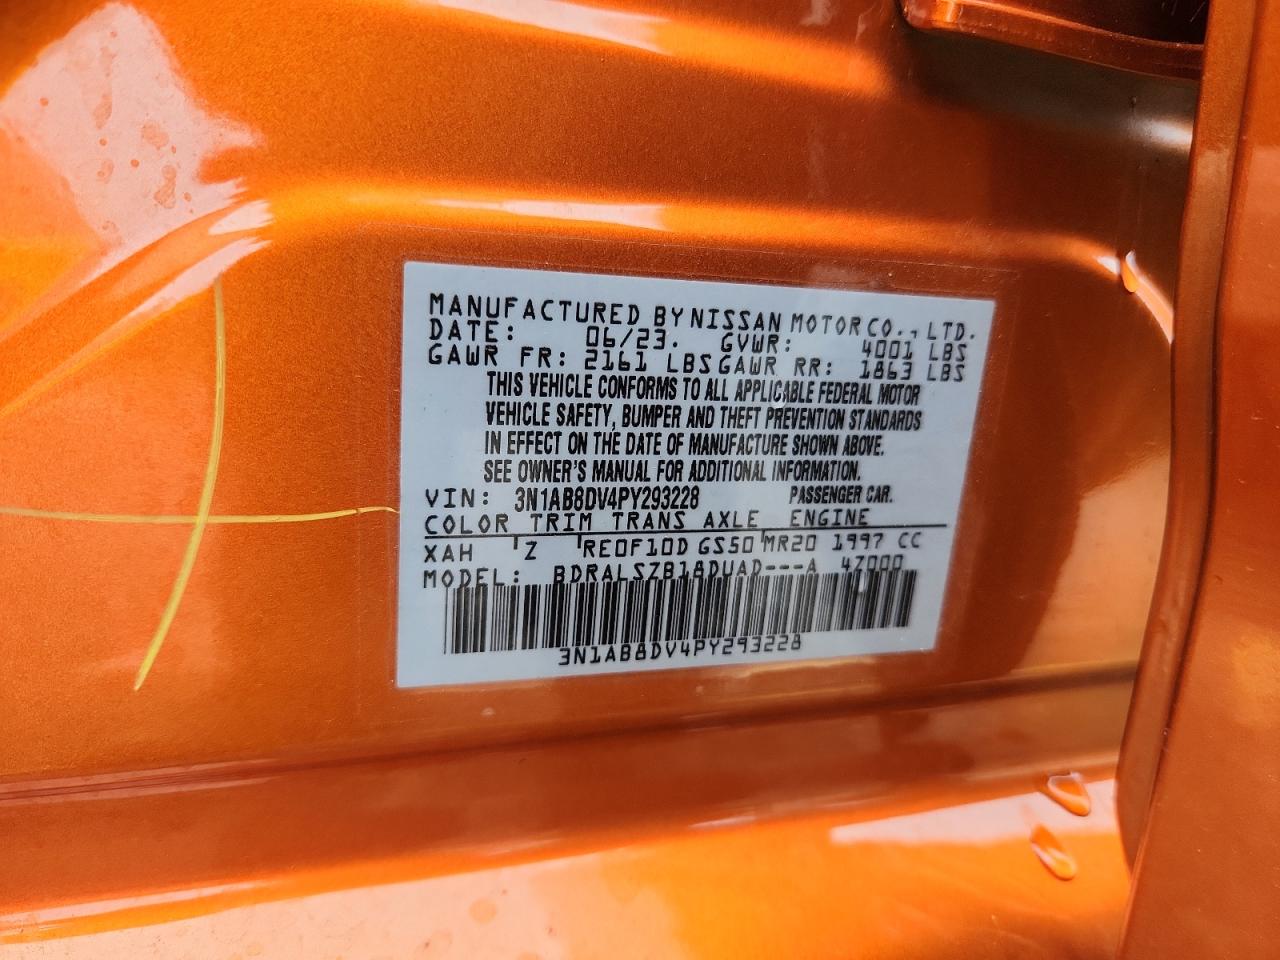 MANUFACTURED BY NISSAN MOTOR CO., LTD.
DATE: 06/23. GVWR: 4001 LBS
GAWR FR: 2161 LBS GAWR RR: 1863 LBS
THIS VEHICLE CONFORMS TO ALL APPLICABLE FEDERAL MOTOR
VEHICLE SAFETY, BUMPER AND THEFT PREVENTION STANDARDS
IN EFFECT ON THE DATE OF MANUFACTURE SHOWN ABOVE.
SEE OWNER'S MANUAL FOR ADDITIONAL INFORMATION.
VIN: 3N1AB8DV4PY293228 PASSENGER CAR.
COLOR TRIM TRANS AXLE ENGINE
XAH Z RE0F10D GS50 MR20 1997 CC
MODEL: BDRALSZB18DUAD---A 4Z000
3N1AB8DV4PY293228